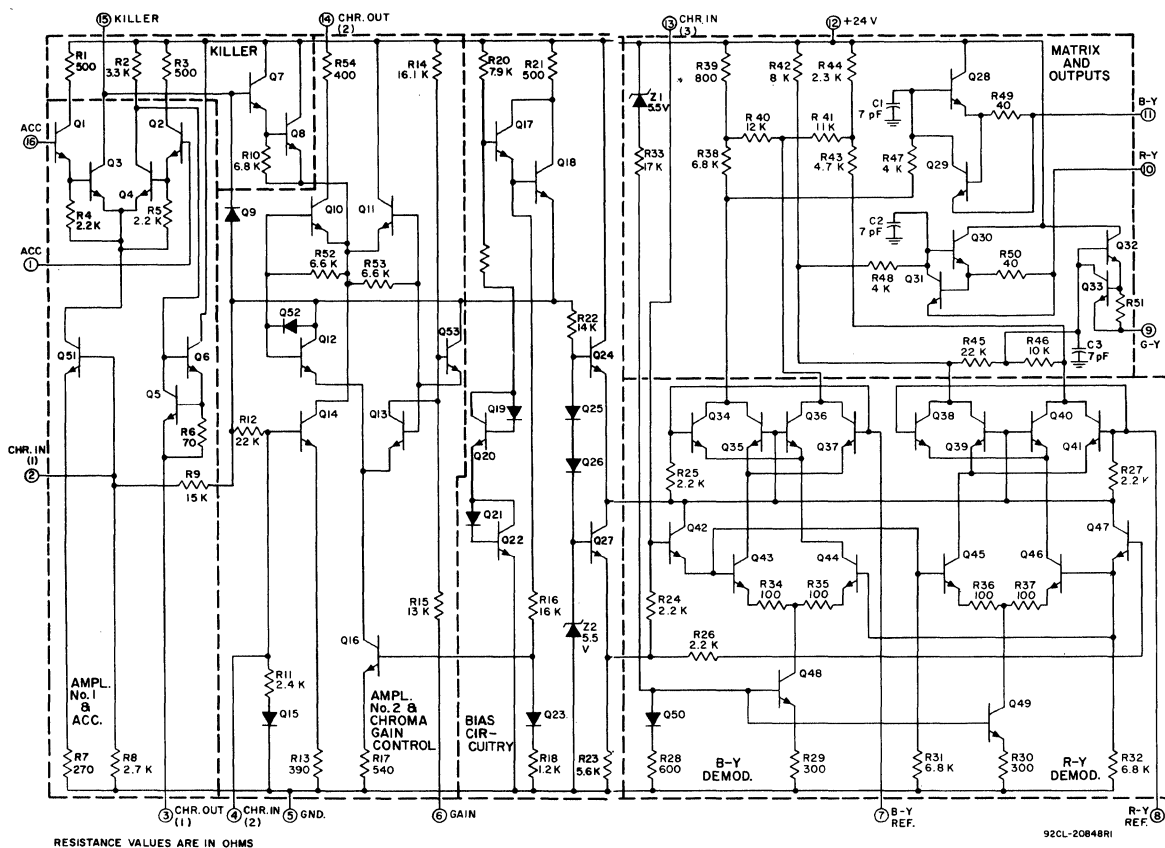 15 KILLER
14 CHR. OUT (2)
13 CHR. IN (3)
12 +24 V
R1 500
R2 3.3 K
R3 500
KILLER
Q7
R54 400
R14 16.1 K
R20 7.9 K
R21 500
R39 800
R42 8 K
R44 2.3 K
MATRIX AND OUTPUTS
Q28
R49 40
B-Y 11
Z1 5.5 V
C1 7 pF
ACC 16
Q1
Q2
Q8
Q17
R40 12 K
R41 11 K
R-Y 10
Q3
Q4
R10 6.8 K
Q18
R33 17 K
R38 6.8 K
R43 4.7 K
R47 4 K
Q29
R4 2.2 K
R5 2.2 K
Q9
Q10
Q11
C2 7 pF
Q30
Q32
ACC 1
R52 6.6 K
R53 6.6 K
R48 4 K
Q31
R50 40
Q33
R51
Q52
Q12
Q53
R22 14 K
G-Y 9
Q51
Q6
Q24
R45 22 K
R46 10 K
C3 7 pF
Q5
R6 70
R12 22 K
Q14
Q13
Q19
Q20
Q25
Q34
Q36
Q35
Q37
Q38
Q40
Q39
Q41
CHR. IN (1) 2
R9 15 K
Q26
R25 2.2 K
R27 2.2 K
Q21
Q22
Q27
Q42
Q43
Q44
Q45
Q46
Q47
R15 13 K
R16 16 K
R24 2.2 K
R34 100
R35 100
R36 100
R37 100
Q16
Z2 5.5 V
R26 2.2 K
R11 2.4 K
Q15
Q23
Q50
Q48
Q49
AMPL. No. 1 & ACC.
AMPL. No. 2 & CHROMA GAIN CONTROL
BIAS CIR- CUITRY
R7 270
R8 2.7 K
R13 390
R17 540
R18 1.2 K
R23 5.6 K
R28 600
R29 300
B-Y DEMOD.
R31 6.8 K
R30 300
R-Y DEMOD.
R32 6.8 K
3 CHR. OUT (1)
4 CHR. IN (2)
5 GND.
6 GAIN
7 B-Y REF.
R-Y REF. 8
92CL-20848R1
RESISTANCE VALUES ARE IN OHMS